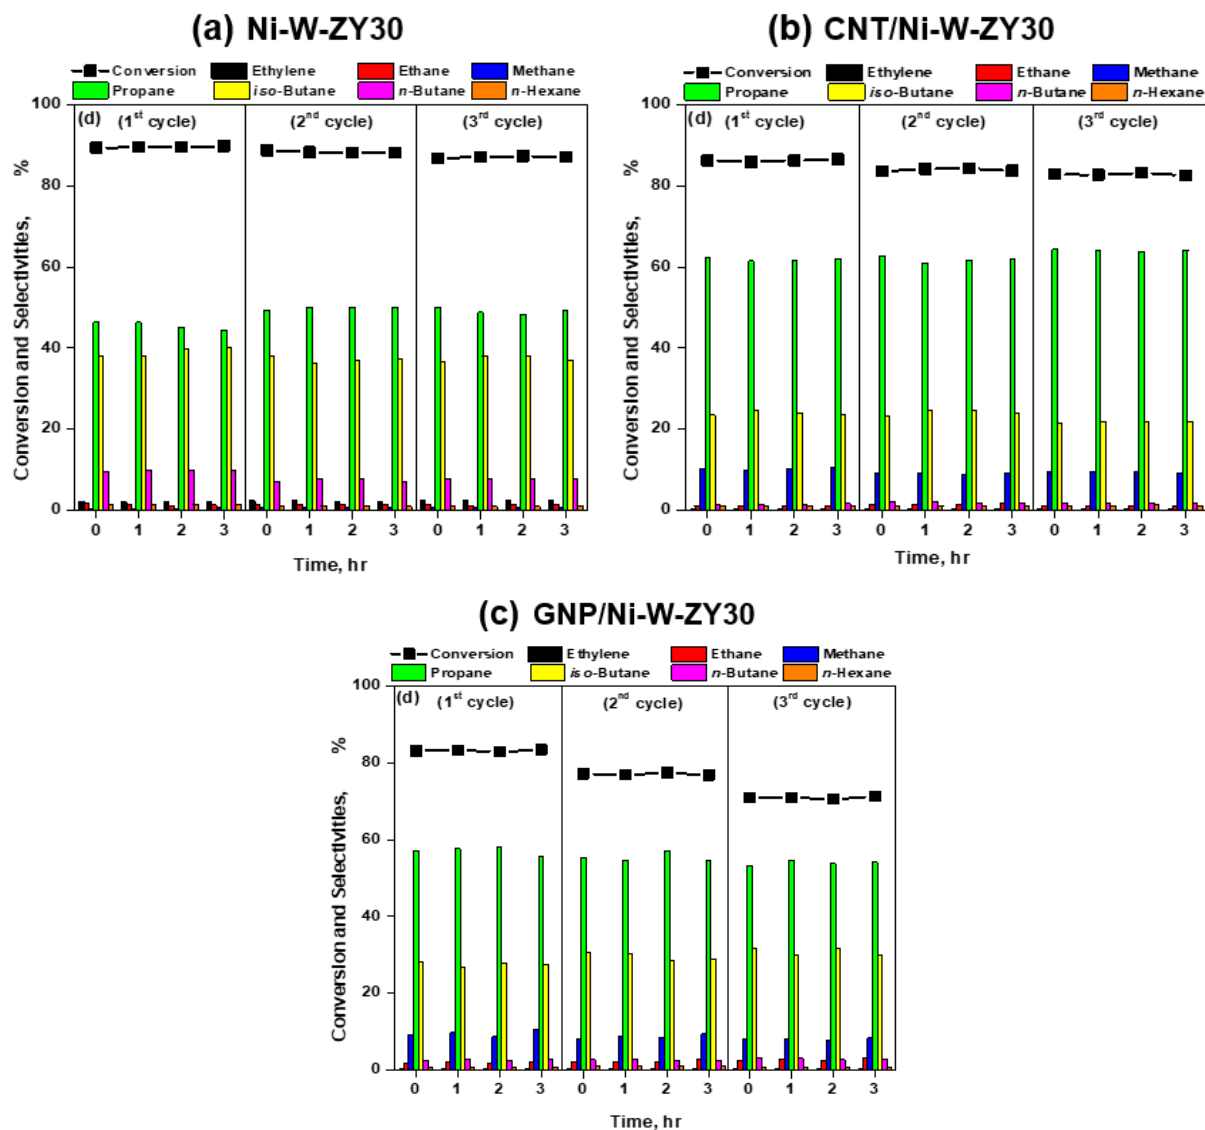 (a) Ni-W-ZY30
Conversion Ethylene Ethane Methane
Propane iso-Butane n-Butane n-Hexane
Conversion and Selectivities, %
100
80
60
40
20
0
(d) (1st cycle) (2nd cycle) (3rd cycle)
0 1 2 3 0 1 2 3 0 1 2 3
Time, hr
(b) CNT/Ni-W-ZY30
Conversion Ethylene Ethane Methane
Propane iso-Butane n-Butane n-Hexane
Conversion and Selectivities, %
100
80
60
40
20
0
(d) (1st cycle) (2nd cycle) (3rd cycle)
0 1 2 3 0 1 2 3 0 1 2 3
Time, hr
(c) GNP/Ni-W-ZY30
Conversion Ethylene Ethane Methane
Propane iso-Butane n-Butane n-Hexane
Conversion and Selectivities, %
100
80
60
40
20
0
(d) (1st cycle) (2nd cycle) (3rd cycle)
0 1 2 3 0 1 2 3 0 1 2 3
Time, hr